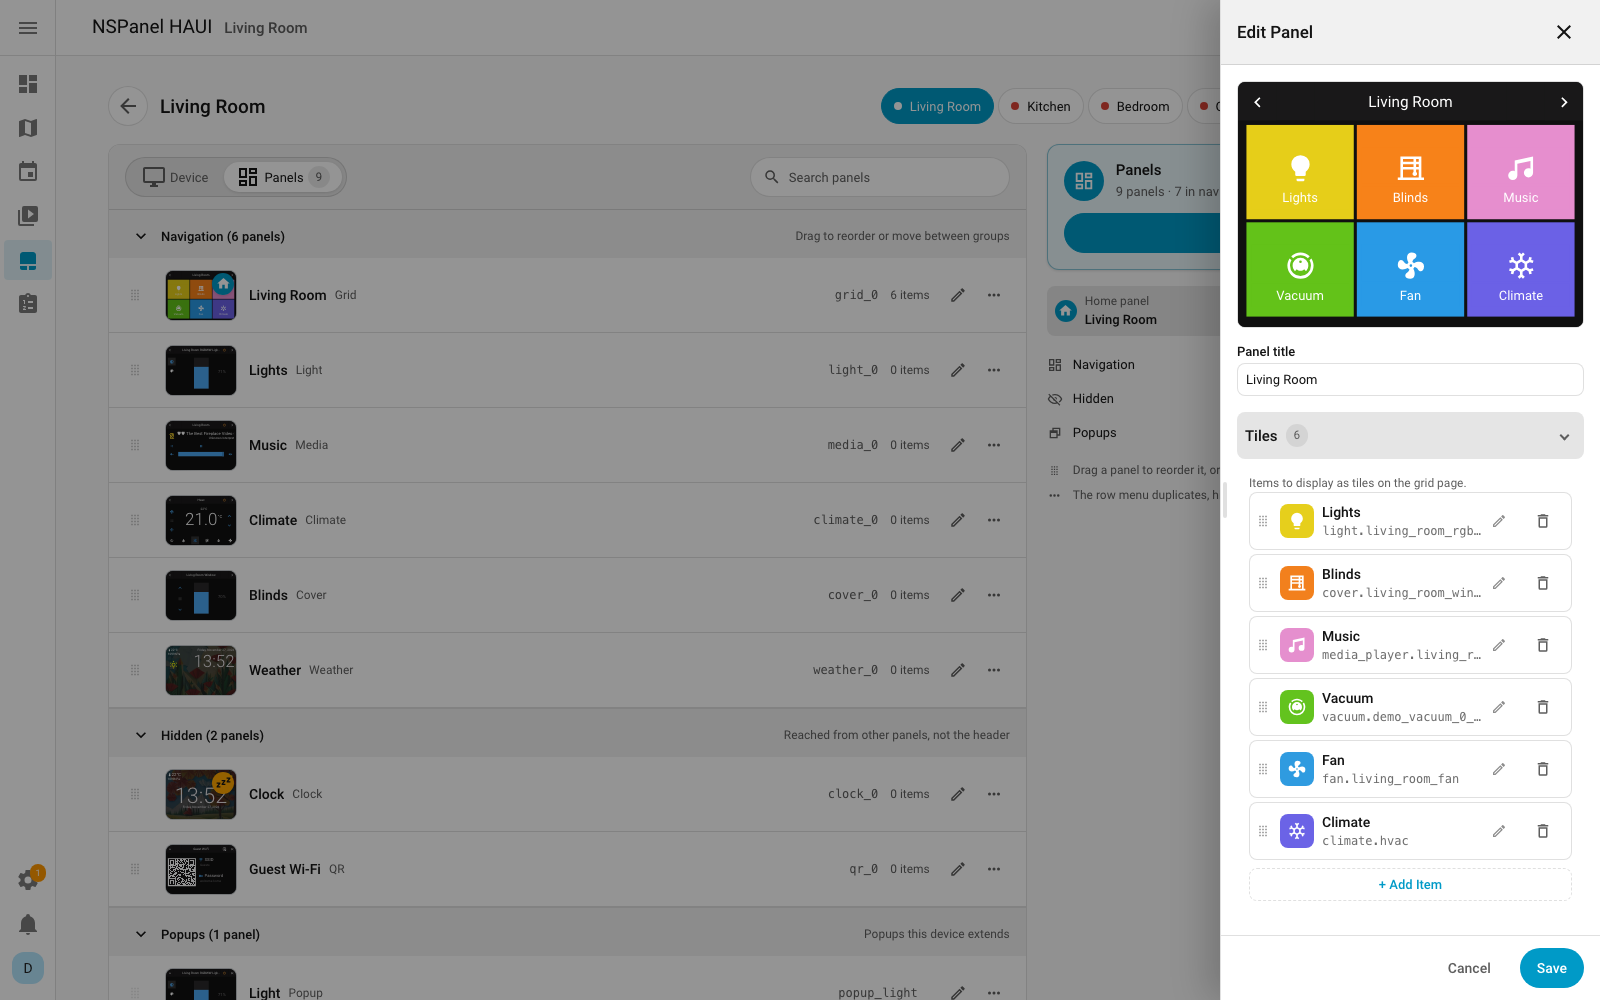 NSPanel HAUI Living Room
Living Room
Living Room
Kitchen
Bedroom
Device
Panels 9
Search panels
Navigation (6 panels)
Drag to reorder or move between groups
Living Room Grid
grid_0 6 items
Lights Light
light_0 0 items
Music Media
media_0 0 items
Climate Climate
21.0
climate_0 0 items
Blinds Cover
cover_0 0 items
13:52
Weather Weather
weather_0 0 items
Hidden (2 panels)
Reached from other panels, not the header
13:52
zzz
Clock Clock
clock_0 0 items
Guest Wi-Fi QR
qr_0 0 items
Popups (1 panel)
Popups this device extends
Light Popup
popup_light
1
D
Panels
9 panels · 7 in nav
Home panel
Living Room
Navigation
Hidden
Popups
Drag a panel to reorder it, or
The row menu duplicates, h
Edit Panel
Living Room
Lights
Blinds
Music
Vacuum
Fan
Climate
Panel title
Living Room
Tiles 6
Items to display as tiles on the grid page.
Lights
light.living_room_rgb…
Blinds
cover.living_room_win…
Music
media_player.living_r…
Vacuum
vacuum.demo_vacuum_0_…
Fan
fan.living_room_fan
Climate
climate.hvac
+ Add Item
Cancel
Save